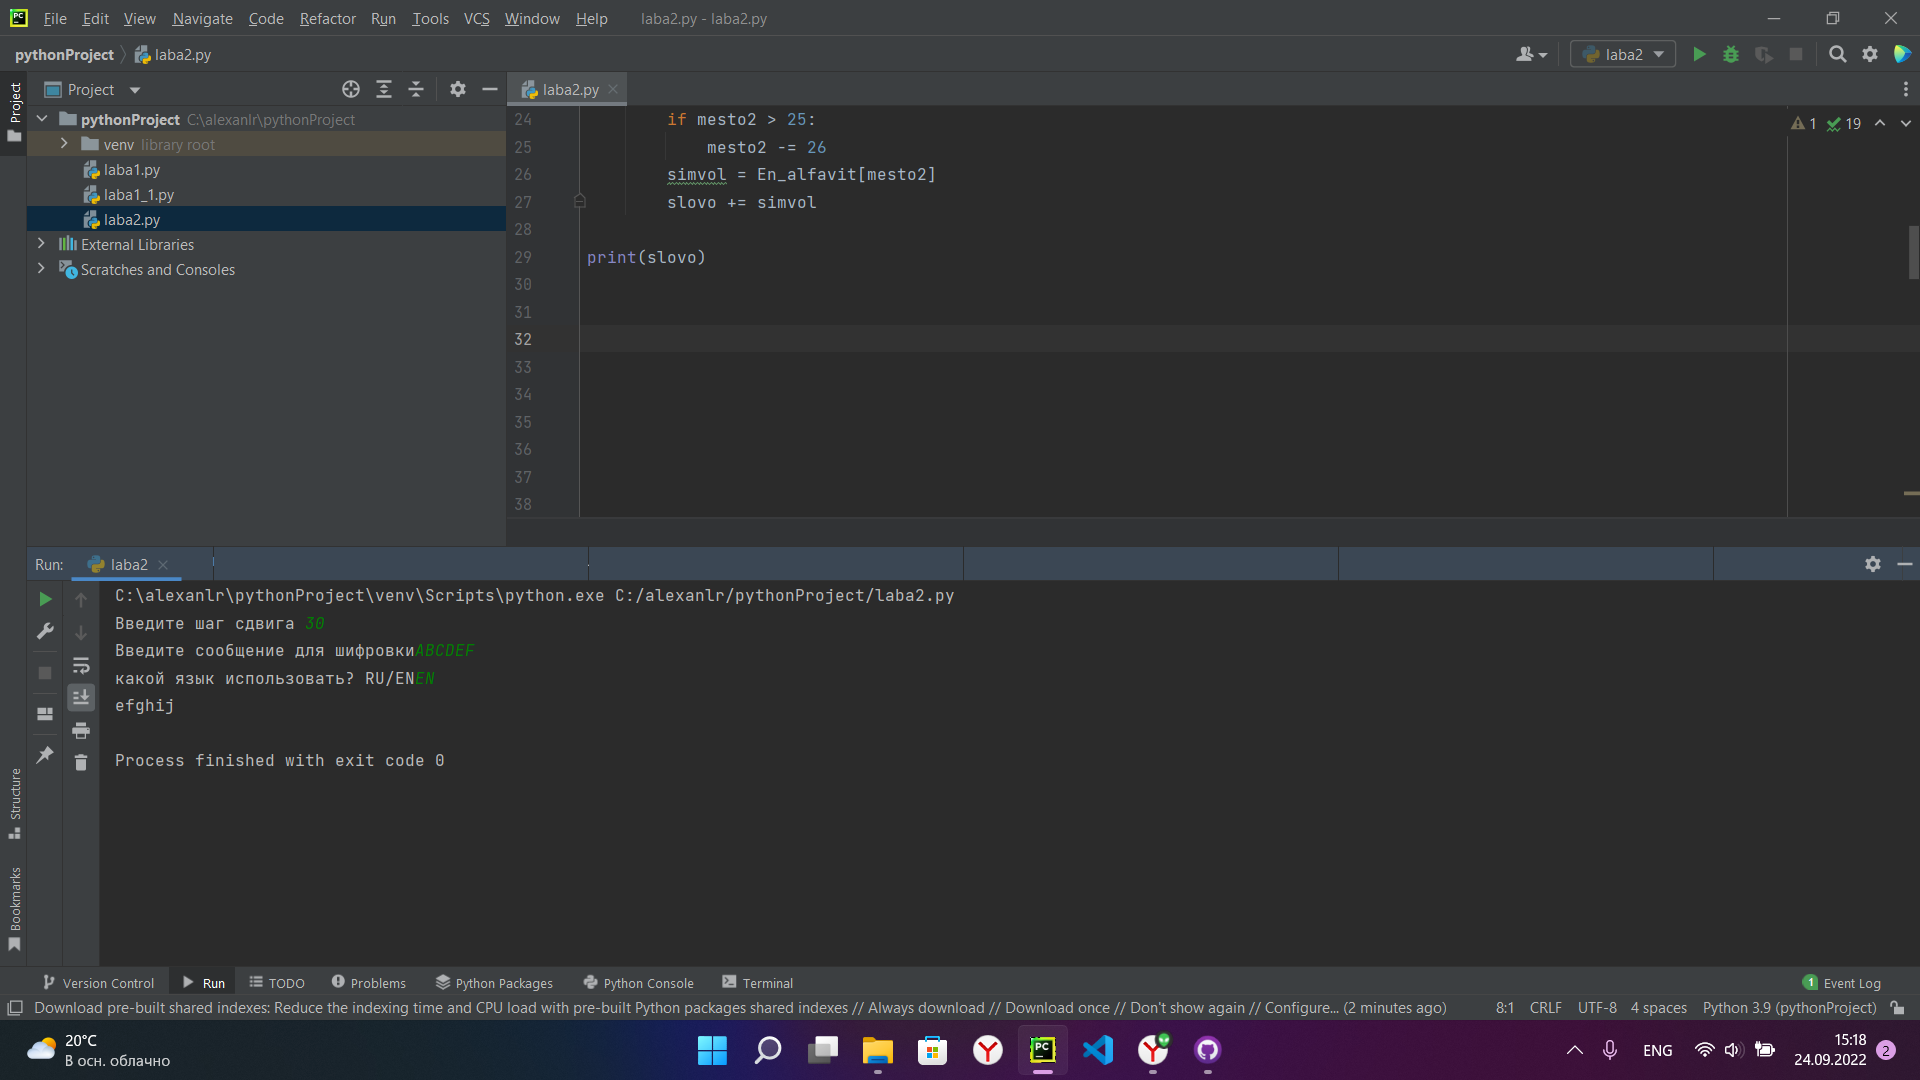 File Edit View Navigate Code Refactor Run Tools VCS Window Help laba2.py - laba2.py
pythonProject laba2.py laba2
Project
Project
laba2.py
pythonProject C:\alexanlr\pythonProject
venv library root
laba1.py
laba1_1.py
laba2.py
External Libraries
Scratches and Consoles
24 if mesto2 > 25:
25 mesto2 -= 26
26 simvol = En_alfavit[mesto2]
27 slovo += simvol
28
29 print(slovo)
30
31
32
33
34
35
36
37
38
1 19
Run: laba2
C:\alexanlr\pythonProject\venv\Scripts\python.exe C:/alexanlr/pythonProject/laba2.py
Введите шаг сдвига 30
Введите сообщение для шифровкиABCDEF
какой язык использовать? RU/ENEN
efghij
Process finished with exit code 0
Structure
Bookmarks
Version Control Run TODO Problems Python Packages Python Console Terminal 1 Event Log
Download pre-built shared indexes: Reduce the indexing time and CPU load with pre-built Python packages shared indexes // Always download // Download once // Don't show again // Configure... (2 minutes ago) 8:1 CRLF UTF-8 4 spaces Python 3.9 (pythonProject)
20°C
В осн. облачно
PC
ENG
15:18
24.09.2022
2